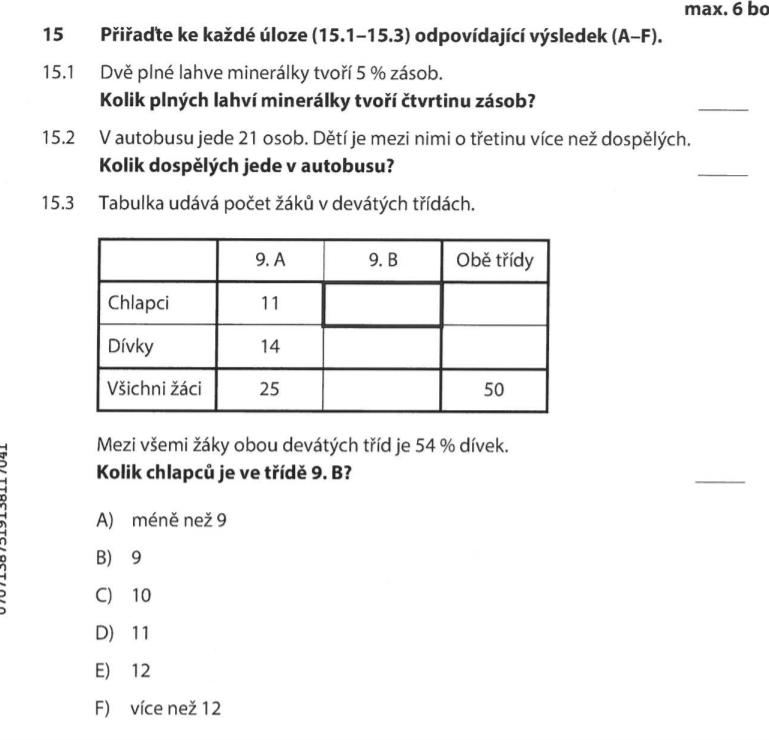 max. 6 bo
15 Přiřaďte ke každé úloze (15.1–15.3) odpovídající výsledek (A–F).
15.1 Dvě plné lahve minerálky tvoří 5 % zásob.
Kolik plných lahví minerálky tvoří čtvrtinu zásob?
15.2 V autobusu jede 21 osob. Dětí je mezi nimi o třetinu více než dospělých.
Kolik dospělých jede v autobusu?
15.3 Tabulka udává počet žáků v devátých třídách.
9. A 9. B Obě třídy
Chlapci 11
Dívky 14
Všichni žáci 25 50
Mezi všemi žáky obou devátých tříd je 54 % dívek.
Kolik chlapců je ve třídě 9. B?
A) méně než 9
B) 9
C) 10
D) 11
E) 12
F) více než 12